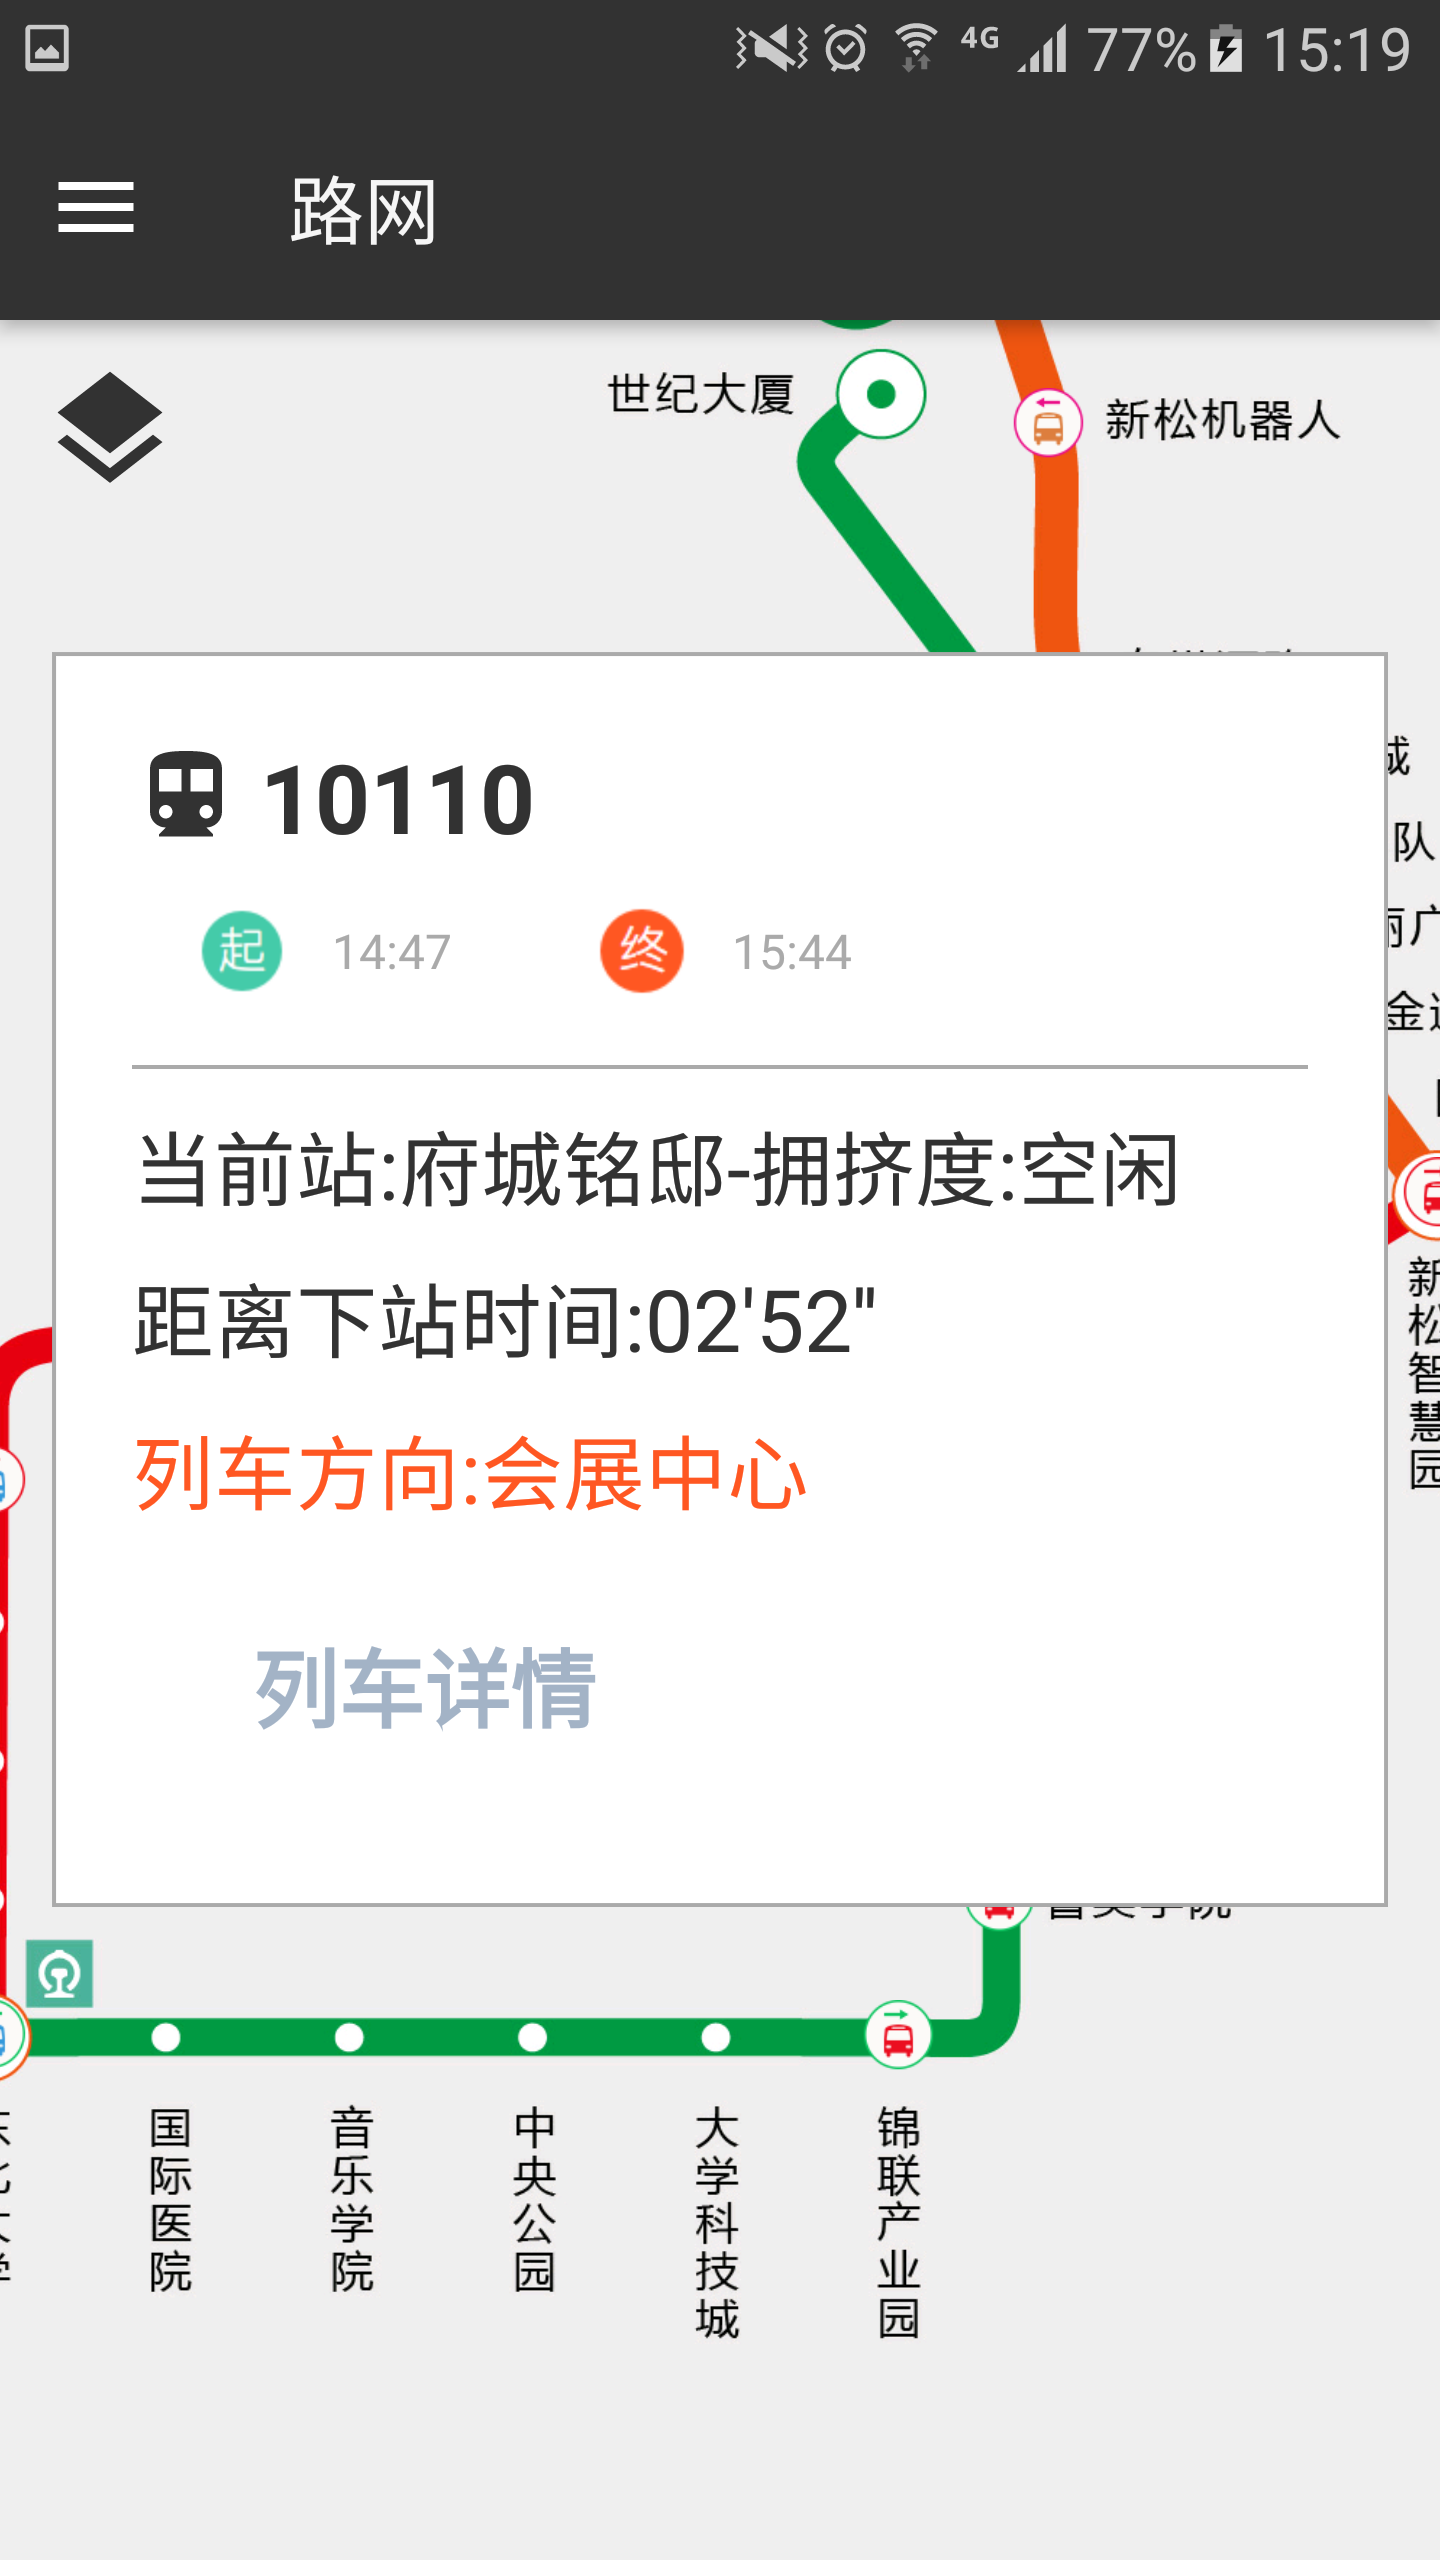 4G 77% 15:19
路网
世纪大厦
新松机器人
10110
起 14:47 终 15:44
当前站:府城铭邸-拥挤度:空闲
距离下站时间:02'52"
列车方向:会展中心
列车详情
城
队
金
新松智慧园
国际医院
音乐学院
中央公园
大学科技城
锦联产业园